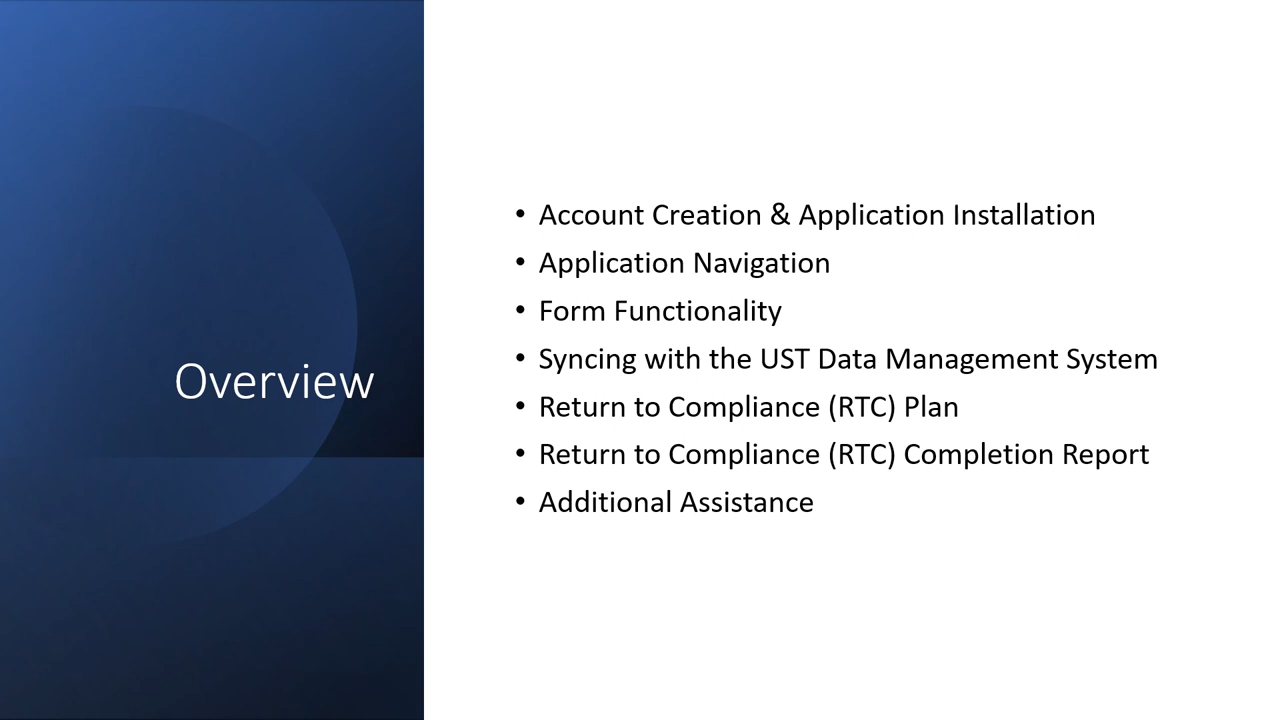 Overview
• Account Creation & Application Installation
• Application Navigation
• Form Functionality
• Syncing with the UST Data Management System
• Return to Compliance (RTC) Plan
• Return to Compliance (RTC) Completion Report
• Additional Assistance